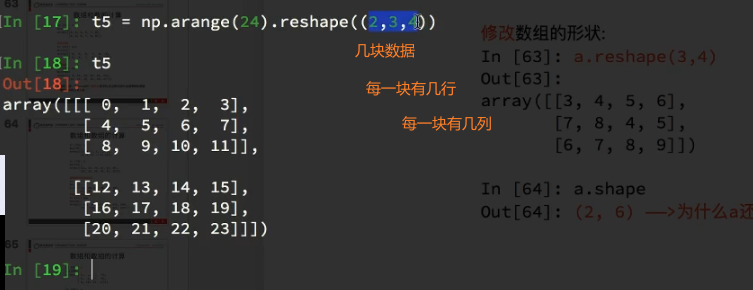 In [17]: t5 = np.arange(24).reshape((2,3,4))
几块数据
In [18]: t5
每一块有几行
Out[18]:
每一块有几列
array([[[ 0, 1, 2, 3],
[ 4, 5, 6, 7],
[ 8, 9, 10, 11]],
[[12, 13, 14, 15],
[16, 17, 18, 19],
[20, 21, 22, 23]]])
In [19]:
修改数组的形状:
In [63]: a.reshape(3,4)
Out[63]:
array([[3, 4, 5, 6],
[7, 8, 4, 5],
[6, 7, 8, 9]])
In [64]: a.shape
Out[64]: (2, 6) ——>为什么a还
63
64
65